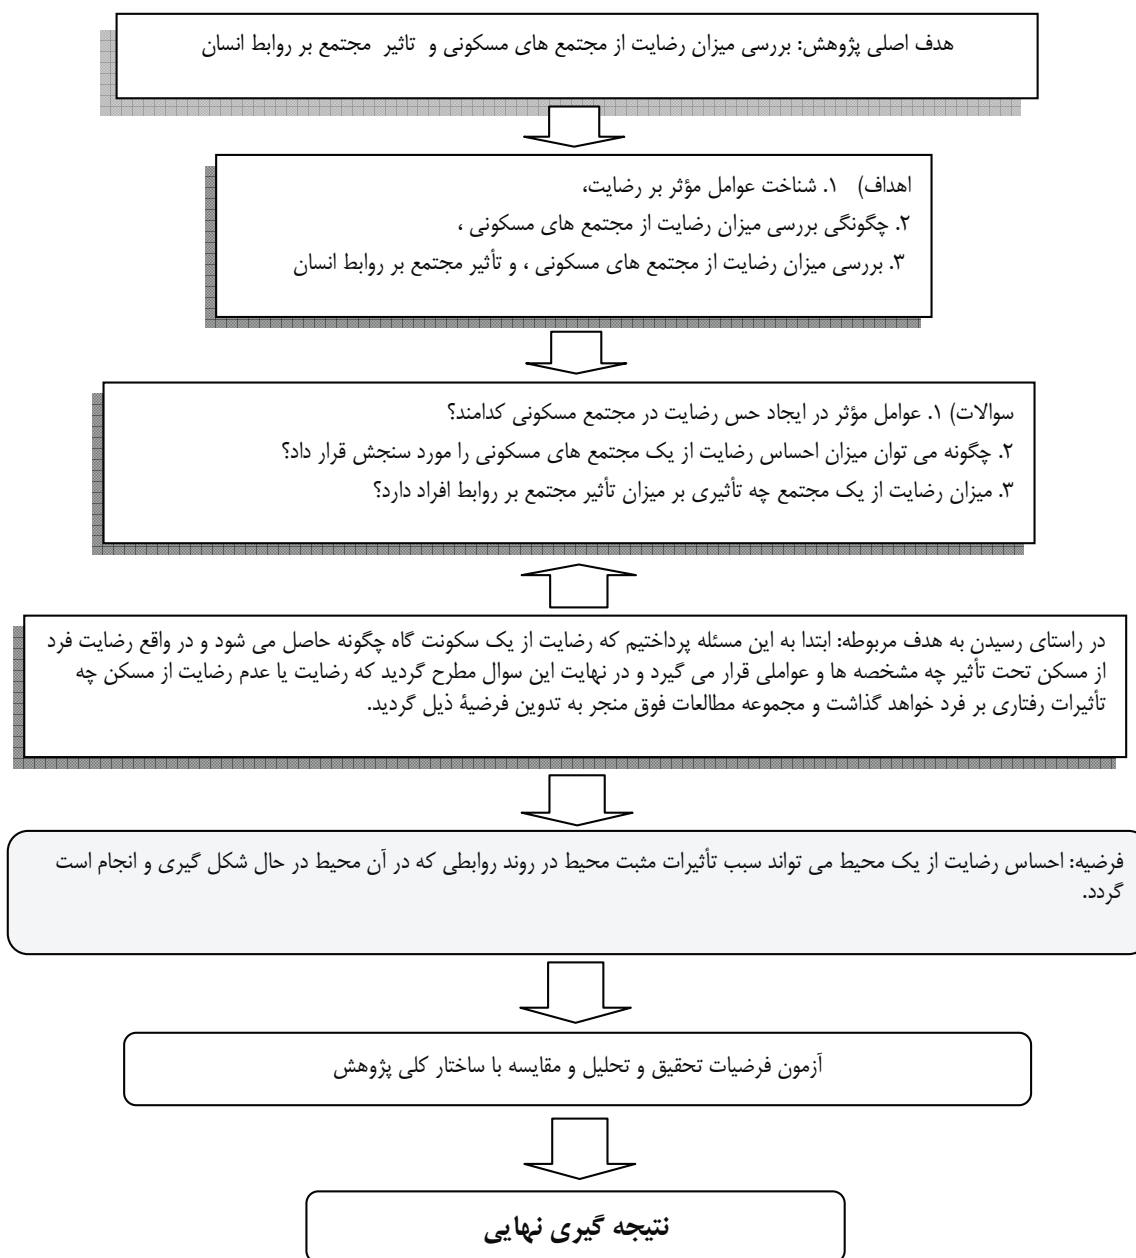 هدف اصلی پژوهش: بررسی میزان رضایت از مجتمع های مسکونی و تاثیر مجتمع بر روابط انسان
اهداف) ۱. شناخت عوامل مؤثر بر رضایت،
۲. چگونگی بررسی میزان رضایت از مجتمع های مسکونی ،
۳. بررسی میزان رضایت از مجتمع های مسکونی ، و تأثیر مجتمع بر روابط انسان
سوالات) ۱. عوامل مؤثر در ایجاد حس رضایت در مجتمع مسکونی کدامند؟
۲. چگونه می توان میزان احساس رضایت از یک مجتمع های مسکونی را مورد سنجش قرار داد؟
۳. میزان رضایت از یک مجتمع چه تأثیری بر میزان تأثیر مجتمع بر روابط افراد دارد؟
در راستای رسیدن به هدف مربوطه: ابتدا به این مسئله پرداختیم که رضایت از یک سکونت گاه چگونه حاصل می شود و در واقع رضایت فرد
از مسکن تحت تأثیر چه مشخصه ها و عواملی قرار می گیرد و در نهایت این سوال مطرح گردید که رضایت یا عدم رضایت از مسکن چه
تأثیرات رفتاری بر فرد خواهد گذاشت و مجموعه مطالعات فوق منجر به تدوین فرضیۀ ذیل گردید.
فرضیه: احساس رضایت از یک محیط می تواند سبب تأثیرات مثبت محیط در روند روابطی که در آن محیط در حال شکل گیری و انجام است
گردد.
آزمون فرضیات تحقیق و تحلیل و مقایسه با ساختار کلی پژوهش
نتیجه گیری نهایی